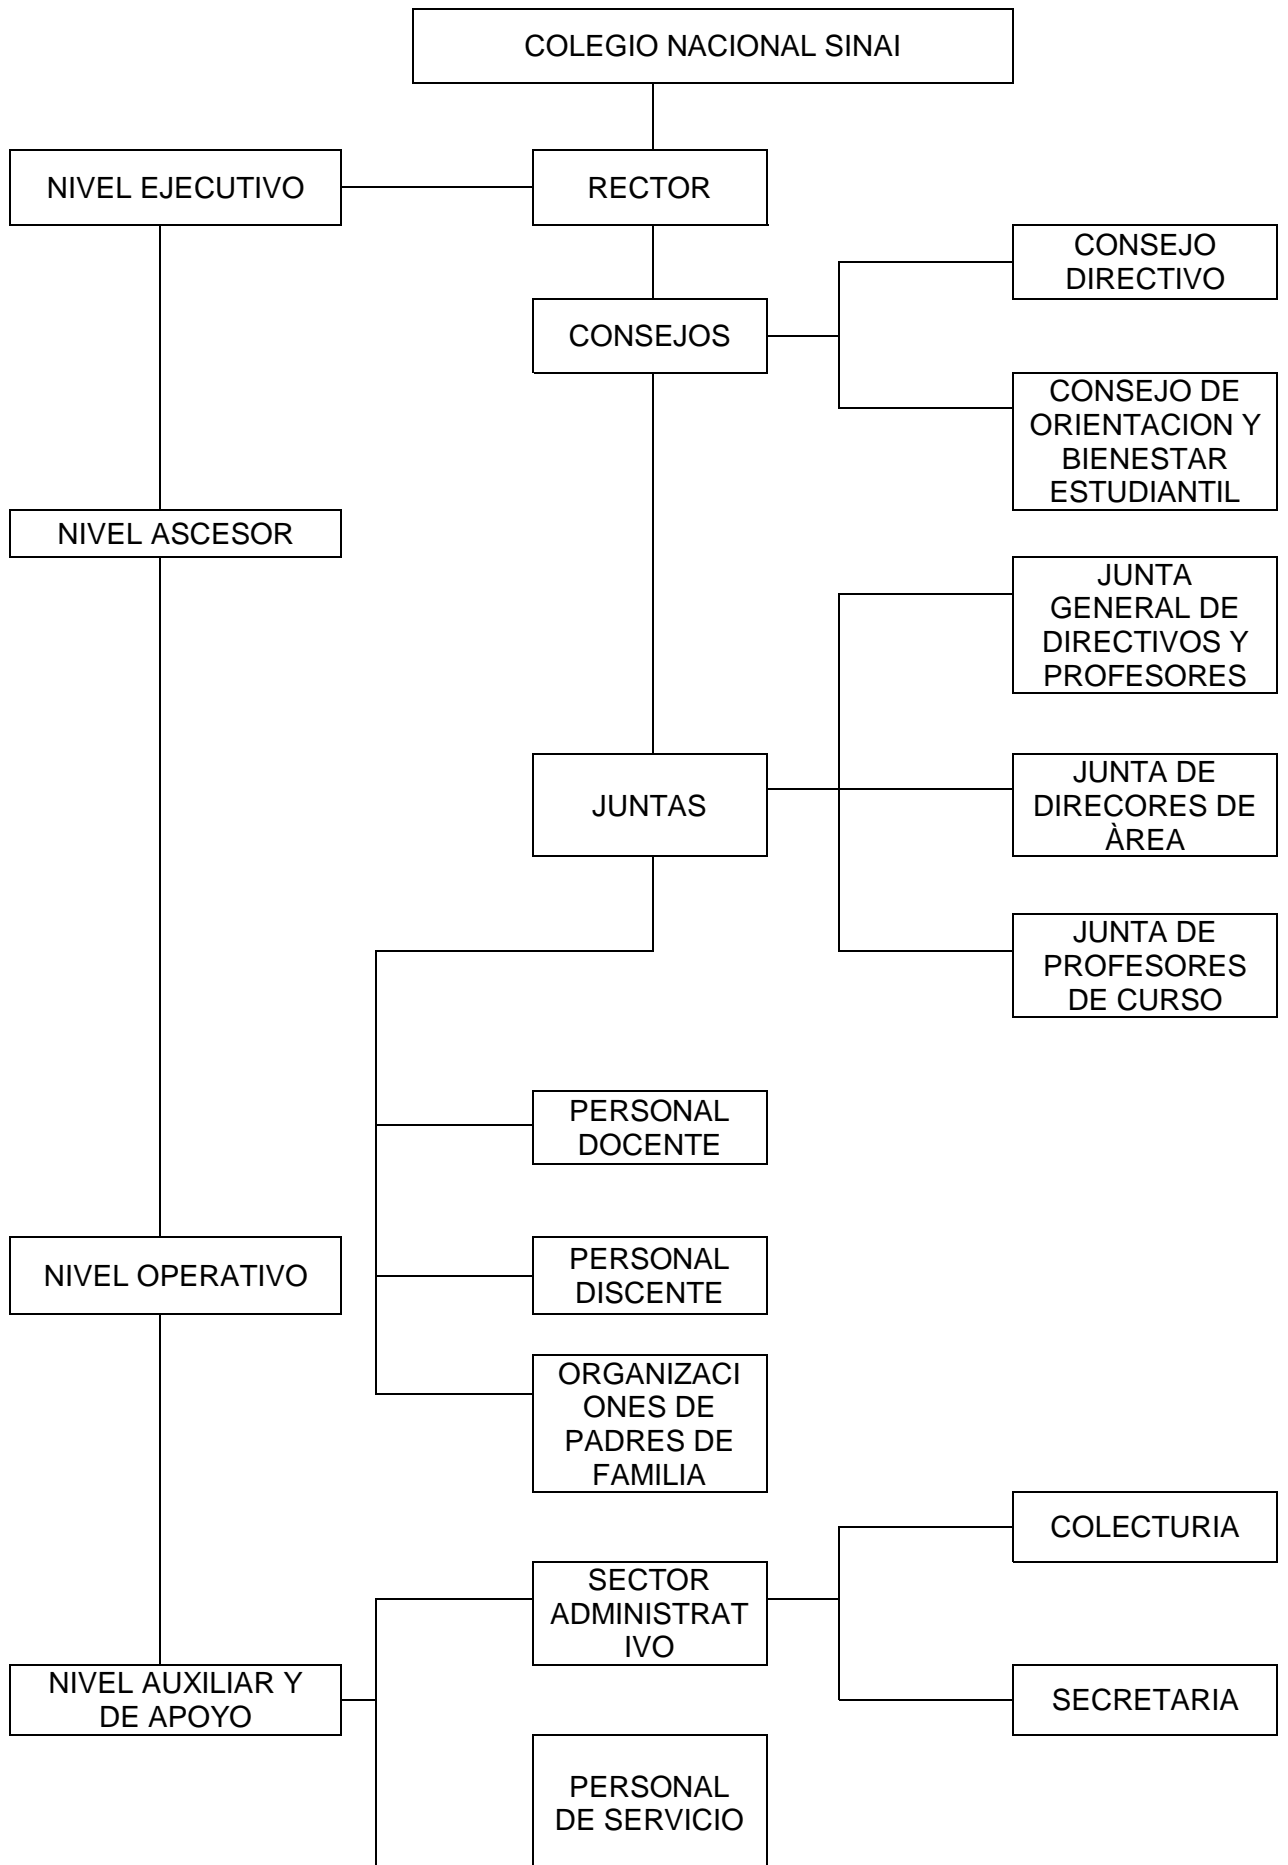 COLEGIO NACIONAL SINAI
NIVEL EJECUTIVO
RECTOR
CONSEJO
DIRECTIVO
CONSEJOS
CONSEJO DE
ORIENTACION Y
BIENESTAR
ESTUDIANTIL
NIVEL ASCESOR
JUNTA
GENERAL DE
DIRECTIVOS Y
PROFESORES
JUNTAS
JUNTA DE
DIRECORES DE
ÀREA
JUNTA DE
PROFESORES
DE CURSO
PERSONAL
DOCENTE
NIVEL OPERATIVO
PERSONAL
DISCENTE
ORGANIZACI
ONES DE
PADRES DE
FAMILIA
COLECTURIA
SECTOR
ADMINISTRAT
IVO
NIVEL AUXILIAR Y
DE APOYO
SECRETARIA
PERSONAL
DE SERVICIO